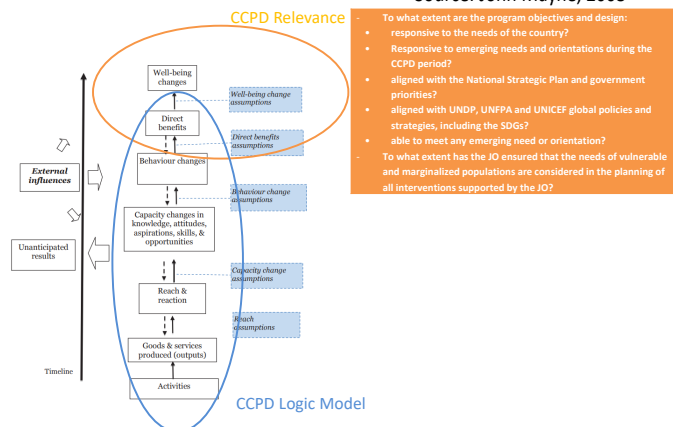 Source: John Mayne, 2008
CCPD Relevance
- To what extent are the program objectives and design:
• responsive to the needs of the country?
• Responsive to emerging needs and orientations during the
CCPD period?
• aligned with the National Strategic Plan and government
priorities?
• aligned with UNDP, UNFPA and UNICEF global policies and
strategies, including the SDGs?
• able to meet any emerging need or orientation?
- To what extent has the JO ensured that the needs of vulnerable
and marginalized populations are considered in the planning of
all interventions supported by the JO?
Well-being
changes
Well-being change
assumptions
Direct
benefits
Direct benefits
assumptions
Behaviour changes
External
influences
Behaviour change
assumptions
Capacity changes in
knowledge, attitudes,
aspirations, skills, &
opportunities
Unanticipated
results
Capacity change
assumptions
Reach &
reaction
Reach
assumptions
Goods & services
produced (outputs)
Timeline
Activities
CCPD Logic Model